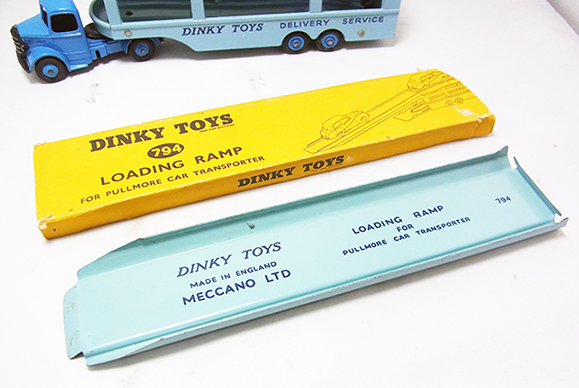 DINKY TOYS DELIVERY SERVICE
DINKY TOYS
794
LOADING RAMP
FOR PULLMORE CAR TRANSPORTER
DINKY TOYS
DINKY TOYS
MADE IN ENGLAND
MECCANO LTD
LOADING RAMP
FOR
PULLMORE CAR TRANSPORTER
794